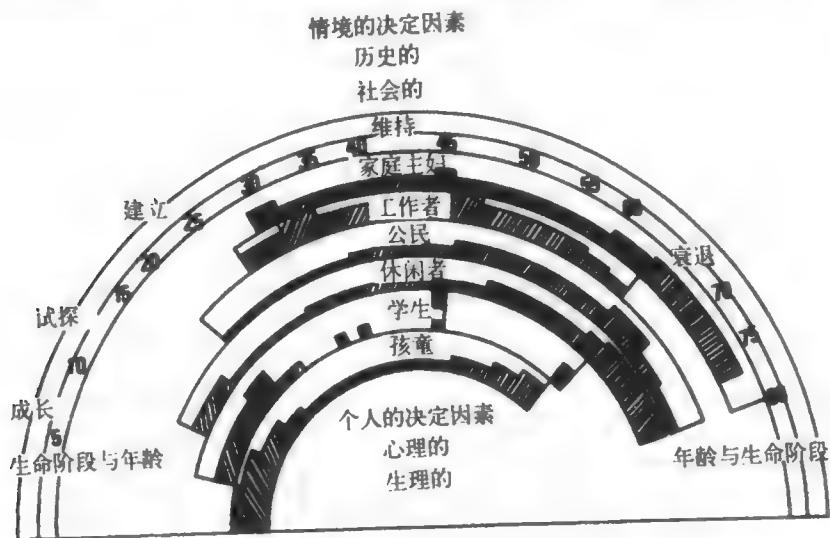 情境的决定因素
历史的
社会的
维持
35
40
45
50
30
家庭主妇
55
60
建立
25
工作者
公民
衰退
20
休闲者
15
70
试探
学生
75
10
孩童
成长
5
个人的决定因素
心理的
生理的
生命阶段与年龄
年龄与生命阶段